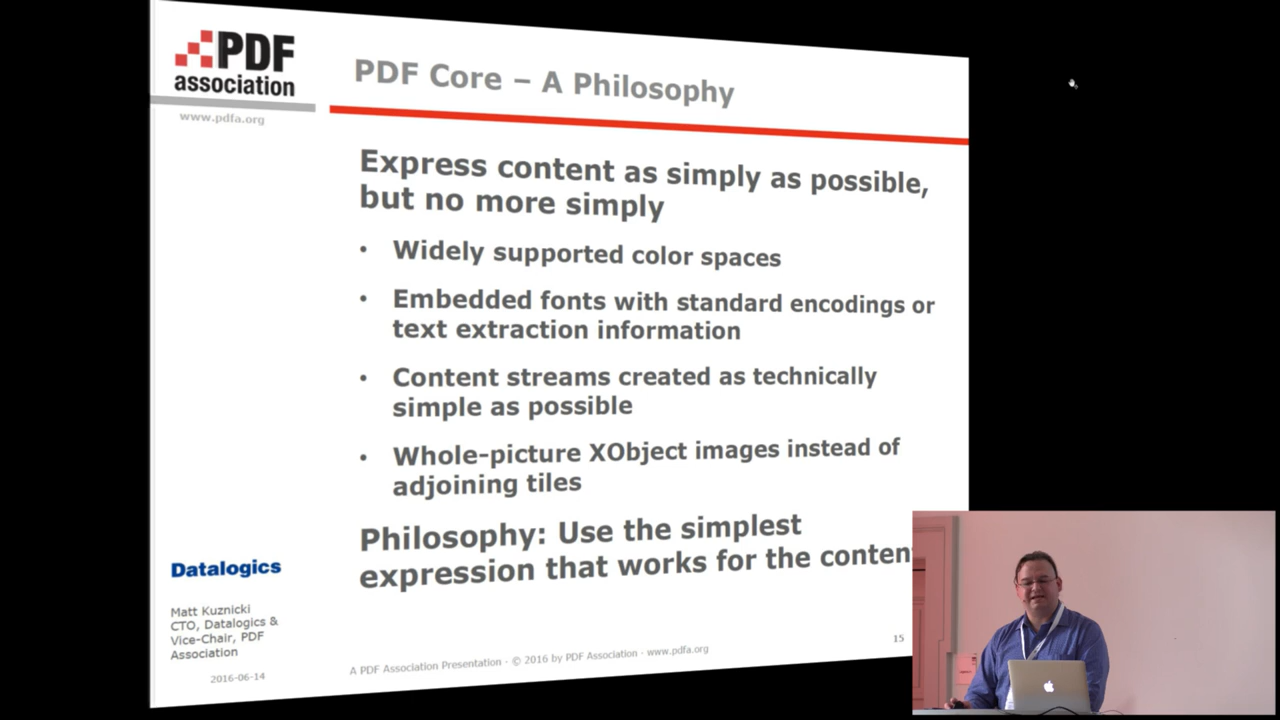 PDF
association
www.pdfa.org
PDF Core – A Philosophy
Express content as simply as possible,
but no more simply
• Widely supported color spaces
• Embedded fonts with standard encodings or
text extraction information
• Content streams created as technically
simple as possible
• Whole-picture XObject images instead of
adjoining tiles
Philosophy: Use the simplest
expression that works for the conten
Datalogics
Matt Kuznicki
CTO, Datalogics &
Vice-Chair, PDF
Association
2016-06-14
A PDF Association Presentation · © 2016 by PDF Association · www.pdfa.org
15